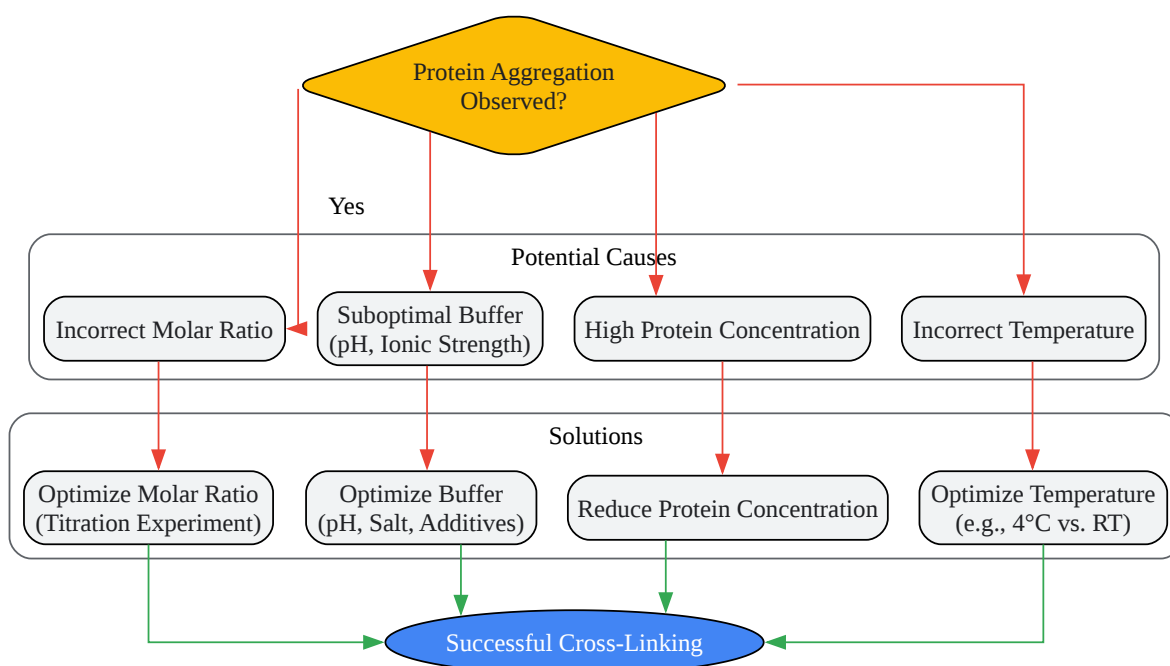 Protein Aggregation
Observed?
Yes
Potential Causes
Incorrect Molar Ratio
Suboptimal Buffer
(pH, Ionic Strength)
High Protein Concentration
Incorrect Temperature
Solutions
Optimize Molar Ratio
(Titration Experiment)
Optimize Buffer
(pH, Salt, Additives)
Reduce Protein Concentration
Optimize Temperature
(e.g., 4°C vs. RT)
Successful Cross-Linking